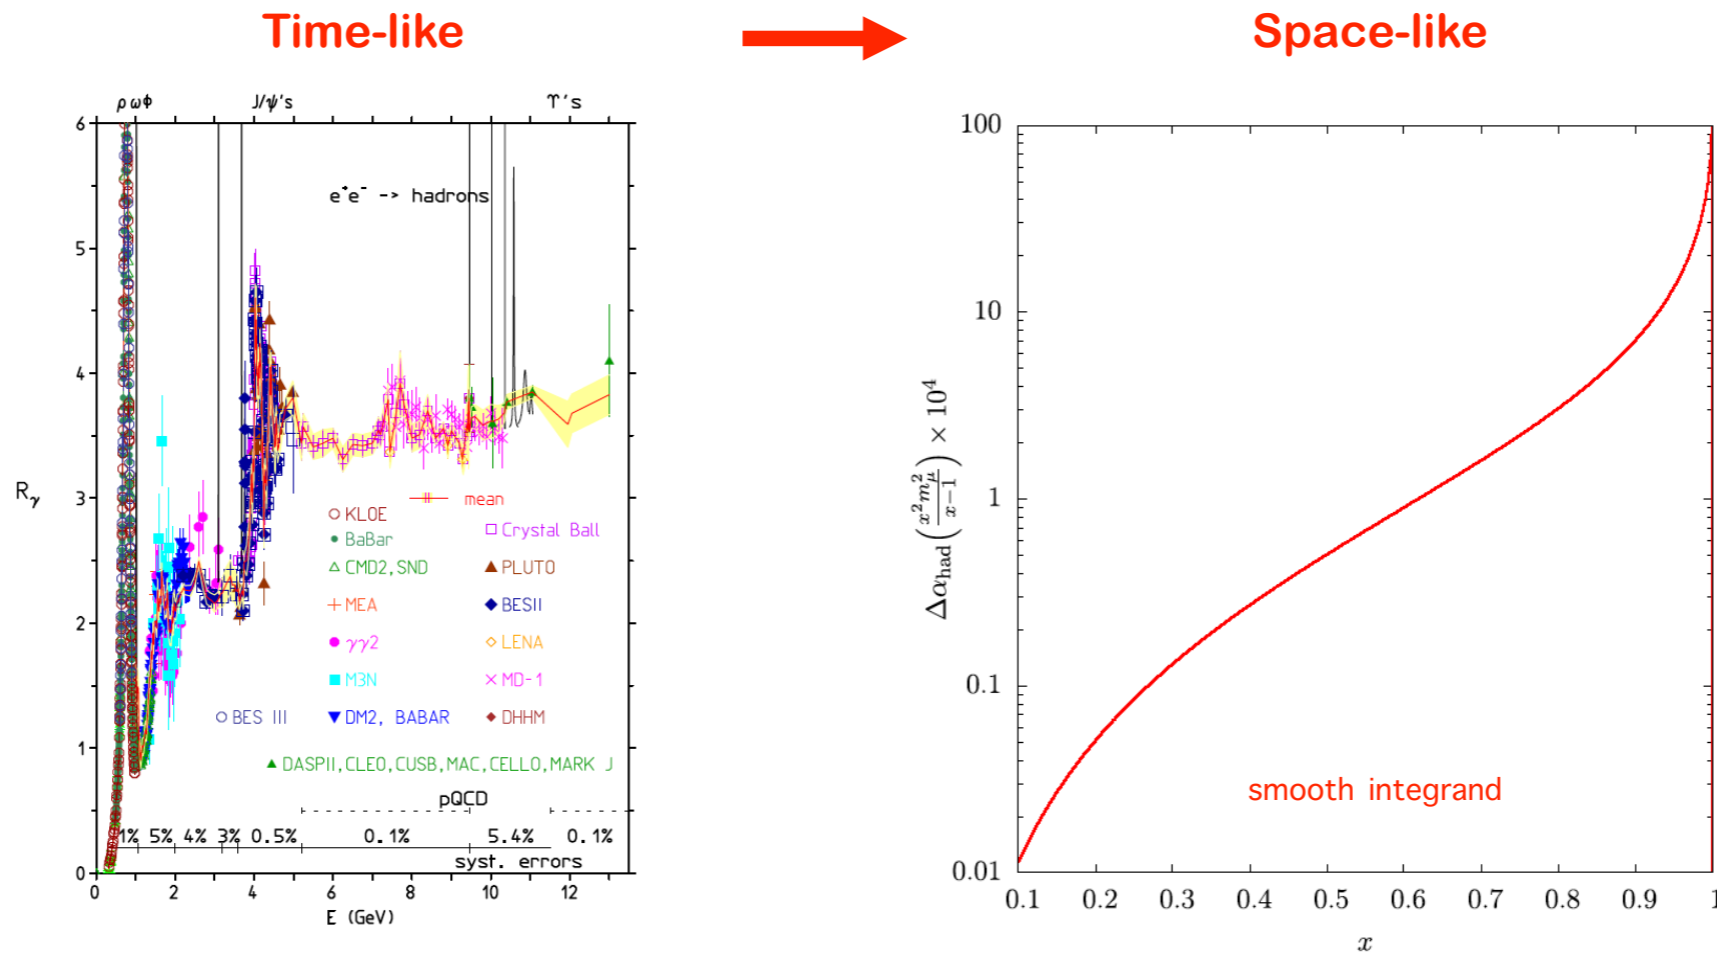 Time-like
Space-like
ρ ω ϕ
J/ψ's
ϒ's
6
5
4
3
2
1
0
R_γ
e⁺e⁻ -> hadrons
mean
KLOE
BaBar
CMD2,SND
MEA
γγ2
M3N
BES III
DM2, BABAR
Crystal Ball
PLUTO
BESII
LENA
MD-1
DHHM
DASPII,CLEO,CUSB,MAC,CELLO,MARK J
pQCD
1% 5% 4% 3% 0.5% 0.1% 5.4% 0.1%
syst. errors
0 2 4 6 8 10 12
E (GeV)
100
10
1
0.1
0.01
Δα_had(x²m_μ²/(x−1)) × 10⁴
smooth integrand
0.1 0.2 0.3 0.4 0.5 0.6 0.7 0.8 0.9 1
x